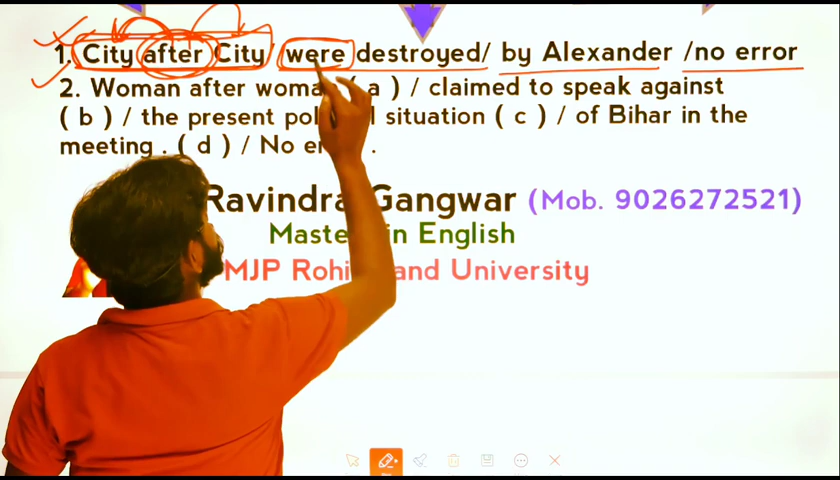 1. City after City were destroyed/ by Alexander /no error
2. Woman after woma ( a ) / claimed to speak against
( b ) / the present pol l situation ( c ) / of Bihar in the
meeting . ( d ) / No er .
Ravindra Gangwar (Mob. 9026272521)
Maste in English
MJP Rohi and University